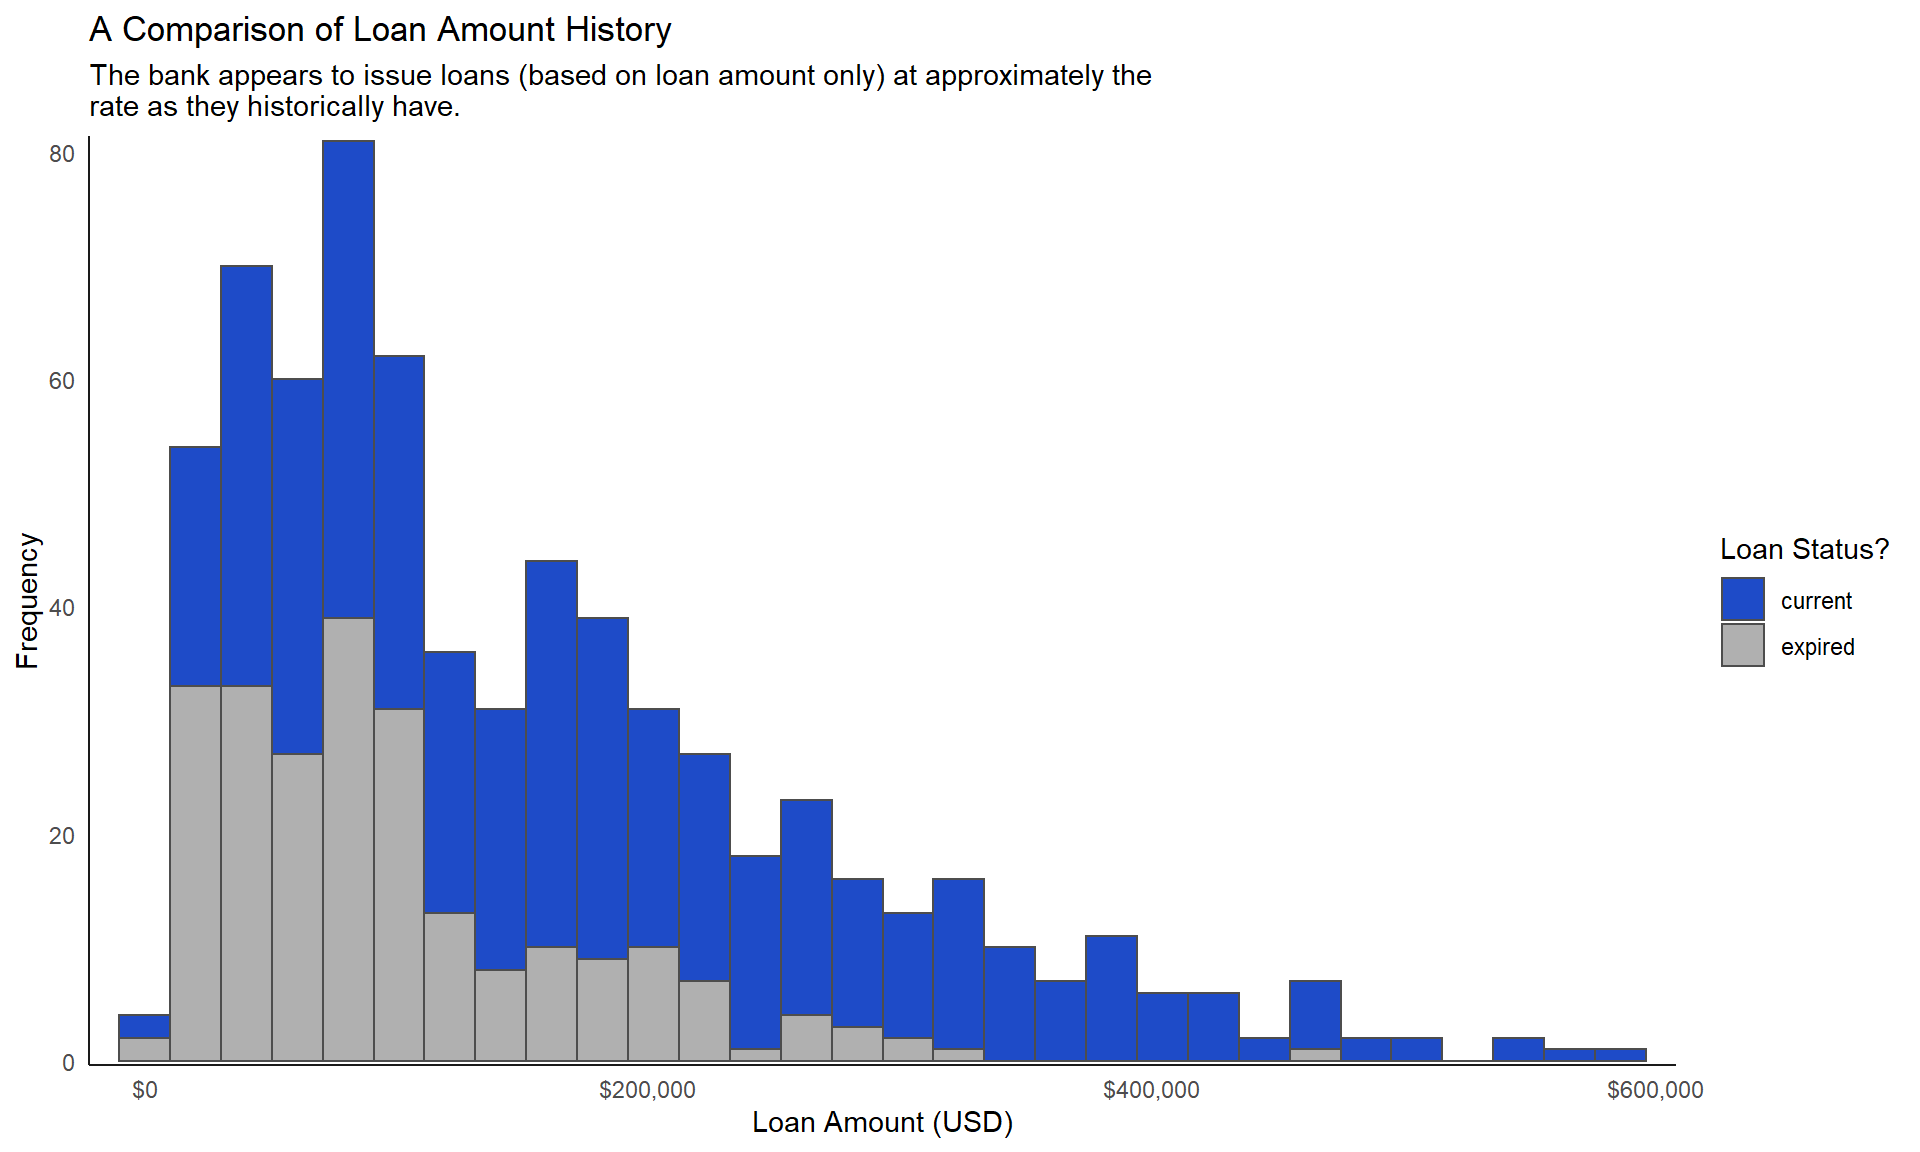 A Comparison of Loan Amount History
The bank appears to issue loans (based on loan amount only) at approximately the
rate as they historically have.
80
60
40
20
0
Frequency
$0
$200,000
$400,000
$600,000
Loan Amount (USD)
Loan Status?
current
expired